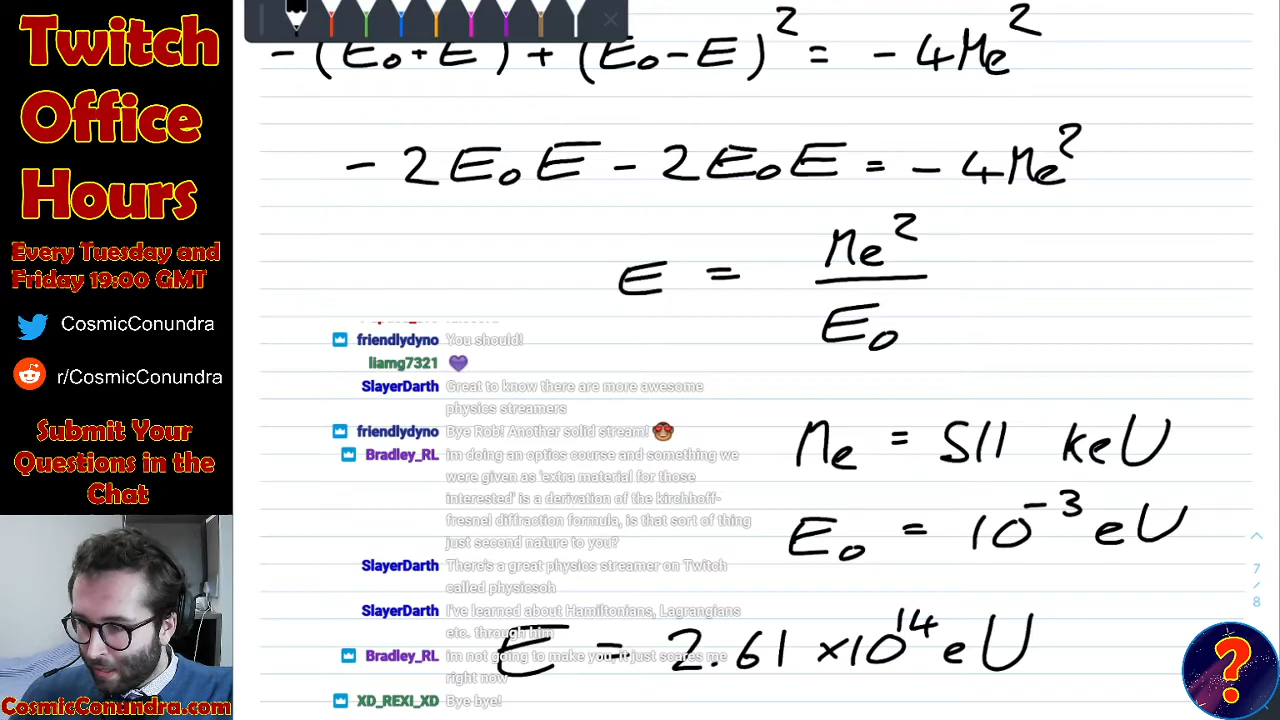 Twitch
Office
Hours
Every Tuesday and
Friday 19:00 GMT
CosmicConundra
r/CosmicConundra
Submit Your
Questions in the
Chat
CosmicConundra.com
-(E₀+E) + (E₀-E)² = -4Me²
-2E₀E - 2E₀E = -4Me²
E = Me²/E₀
friendlydyno You should!
liamg7321 💜
SlayerDarth Great to know there are more awesome
physics streamers
friendlydyno Bye Rob! Another solid stream!
Bradley_RL im doing an optics course and something we
were given as 'extra material for those
interested' is a derivation of the kirchhoff-
fresnel diffraction formula, is that sort of thing
just second nature to you?
SlayerDarth There's a great physics streamer on Twitch
called physicsoh
SlayerDarth I've learned about Hamiltonians, Lagrangians
etc. through him
Bradley_RL im not going to make you, it just scares me
right now
XD_REXI_XD Bye bye!
Me = 511 keV
E₀ = 10⁻³ eV
E = 2.61 ×10¹⁴ eV
7
/
8
?